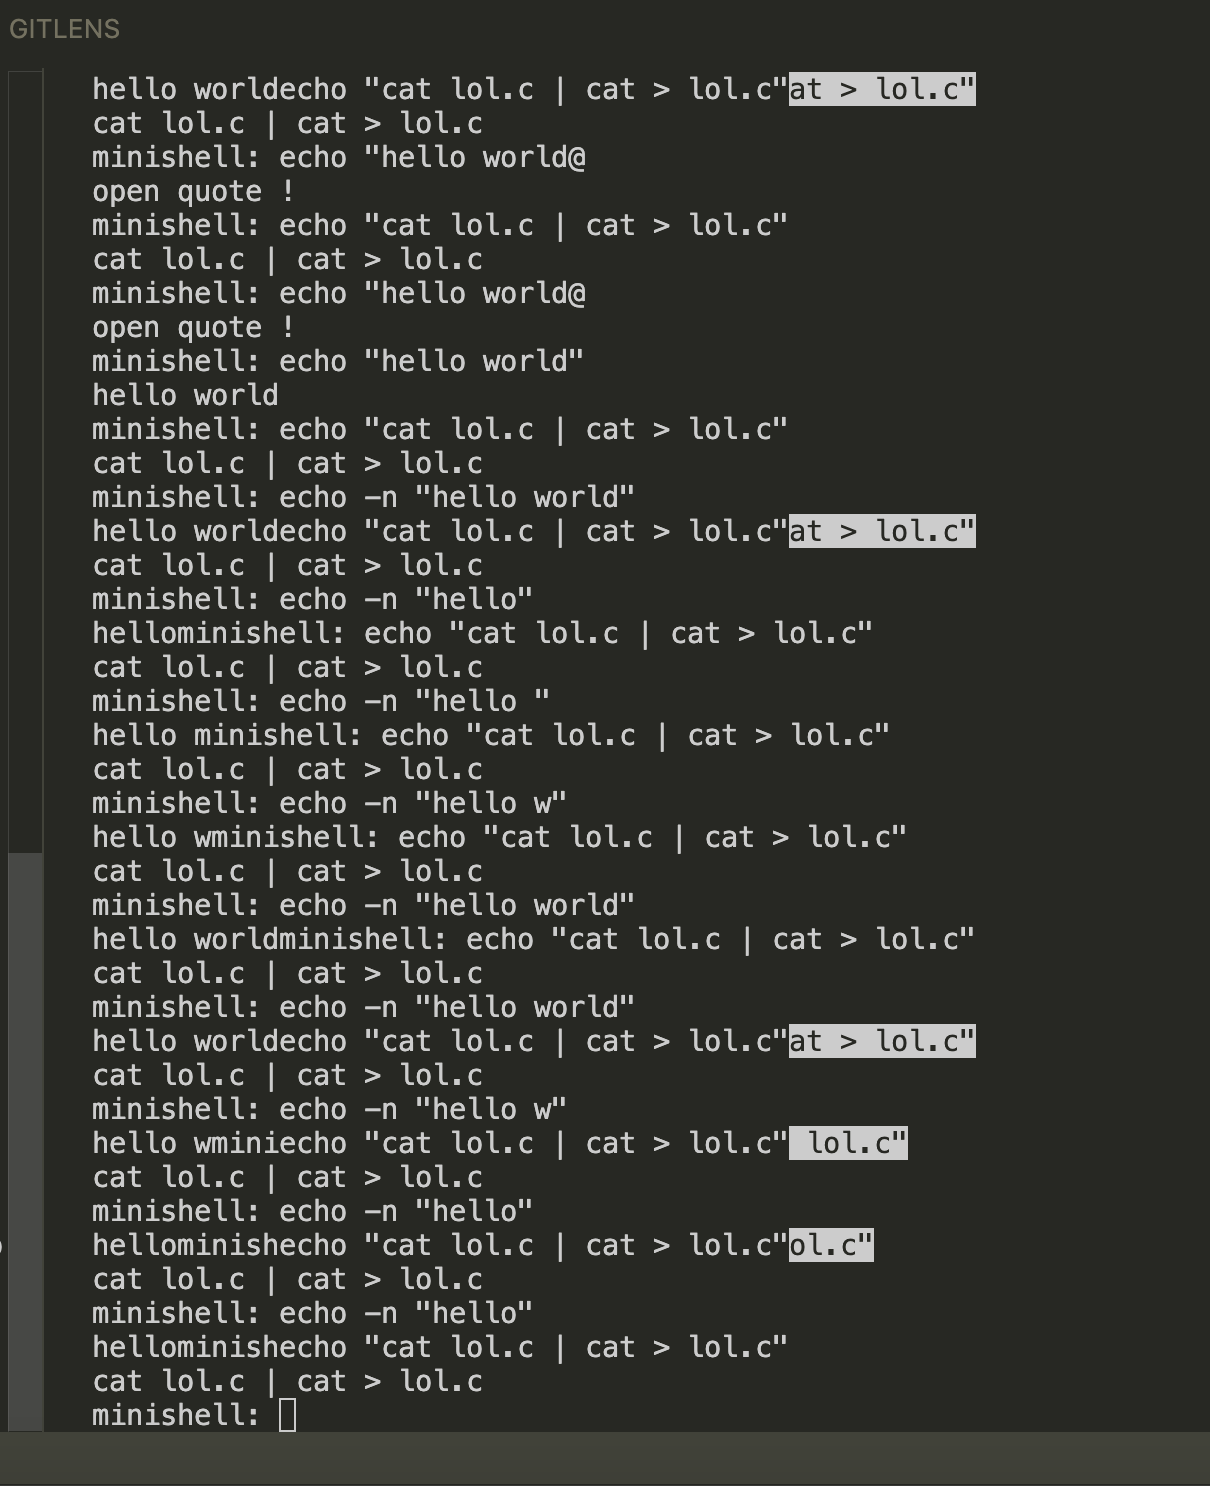 GITLENS
hello worldecho "cat lol.c | cat > lol.c"at > lol.c"
cat lol.c | cat > lol.c
minishell: echo "hello world@
open quote !
minishell: echo "cat lol.c | cat > lol.c"
cat lol.c | cat > lol.c
minishell: echo "hello world@
open quote !
minishell: echo "hello world"
hello world
minishell: echo "cat lol.c | cat > lol.c"
cat lol.c | cat > lol.c
minishell: echo -n "hello world"
hello worldecho "cat lol.c | cat > lol.c"at > lol.c"
cat lol.c | cat > lol.c
minishell: echo -n "hello"
hellominishell: echo "cat lol.c | cat > lol.c"
cat lol.c | cat > lol.c
minishell: echo -n "hello "
hello minishell: echo "cat lol.c | cat > lol.c"
cat lol.c | cat > lol.c
minishell: echo -n "hello w"
hello wminishell: echo "cat lol.c | cat > lol.c"
cat lol.c | cat > lol.c
minishell: echo -n "hello world"
hello worldminishell: echo "cat lol.c | cat > lol.c"
cat lol.c | cat > lol.c
minishell: echo -n "hello world"
hello worldecho "cat lol.c | cat > lol.c"at > lol.c"
cat lol.c | cat > lol.c
minishell: echo -n "hello w"
hello wminiecho "cat lol.c | cat > lol.c" lol.c"
cat lol.c | cat > lol.c
minishell: echo -n "hello"
hellominishecho "cat lol.c | cat > lol.c"ol.c"
cat lol.c | cat > lol.c
minishell: echo -n "hello"
hellominishecho "cat lol.c | cat > lol.c"
cat lol.c | cat > lol.c
minishell: